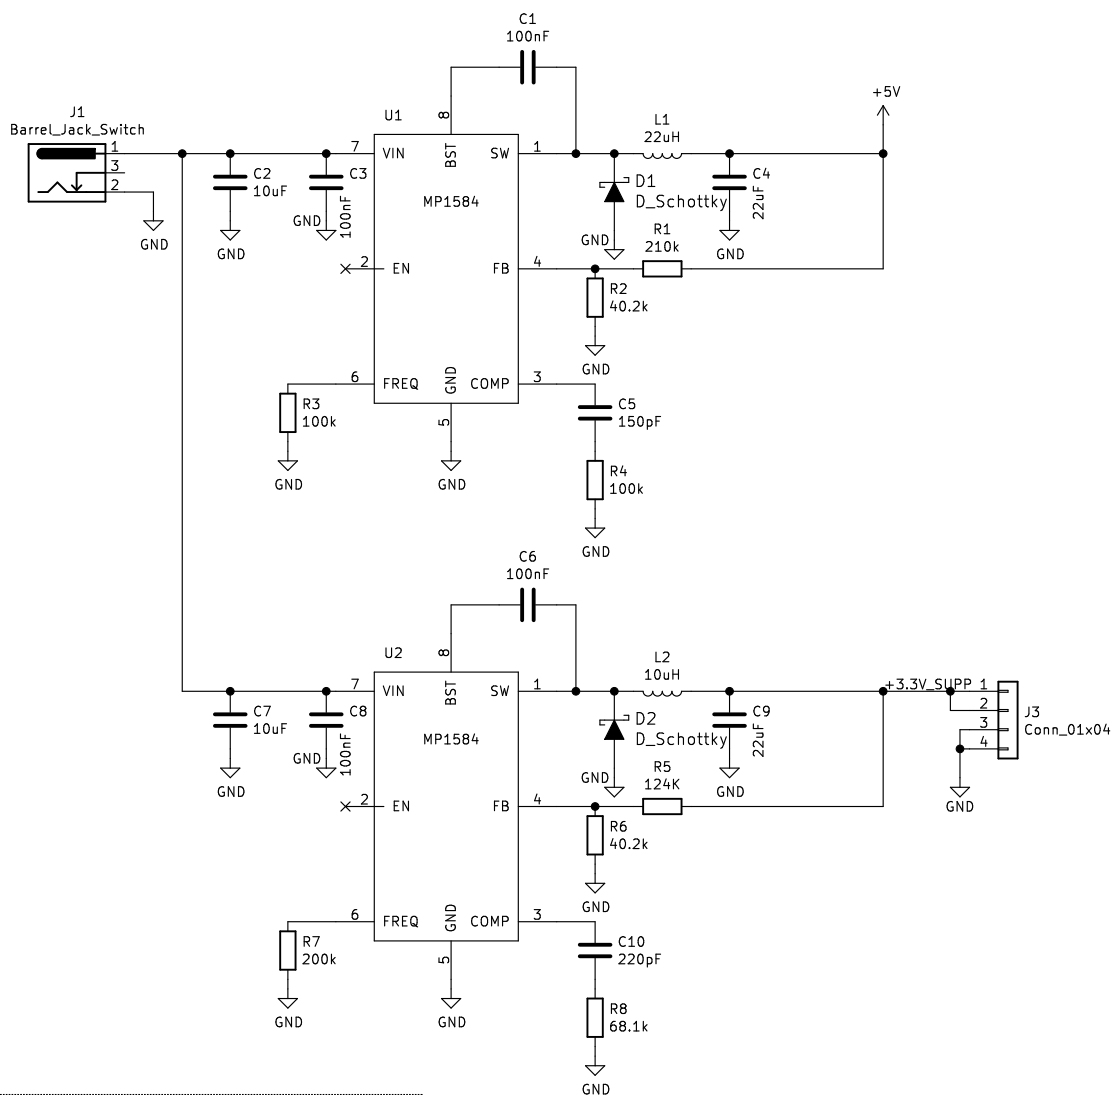 C1
100nF
+5V
J1
Barrel_Jack_Switch
U1
8
L1
22uH
1
3
2
7
VIN
BST
SW
1
C2
10uF
C3
100nF
MP1584
D1
D_Schottky
C4
22uF
GND
GND
GND
GND
GND
R1
210k
2
EN
FB
4
R2
40.2k
GND
6
FREQ
GND
COMP
3
R3
100k
5
C5
150pF
GND
GND
R4
100k
GND
C6
100nF
U2
8
L2
10uH
7
VIN
BST
SW
1
+3.3V_SUPP
1
2
3
4
J3
Conn_01x04
C7
10uF
C8
100nF
MP1584
D2
D_Schottky
C9
22uF
GND
GND
GND
GND
GND
R5
124K
2
EN
FB
4
R6
40.2k
GND
6
FREQ
GND
COMP
3
R7
200k
5
C10
220pF
GND
GND
R8
68.1k
GND